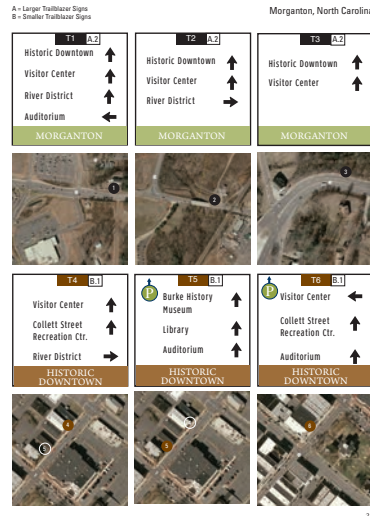 A = Larger Trailblazer Signs
B = Smaller Trailblazer Signs
Morganton, North Carolina
T1 A.2
Historic Downtown
Visitor Center
River District
Auditorium
MORGANTON
T2 A.2
Historic Downtown
Visitor Center
River District
MORGANTON
T3 A.2
Historic Downtown
Visitor Center
MORGANTON
1
2
3
T4 B.1
Visitor Center
Collett Street
Recreation Ctr.
River District
HISTORIC
DOWNTOWN
T5 B.1
P
Burke History
Museum
Library
Auditorium
HISTORIC
DOWNTOWN
T6 B.1
P
Visitor Center
Collett Street
Recreation Ctr.
Auditorium
HISTORIC
DOWNTOWN
4
5
5
6